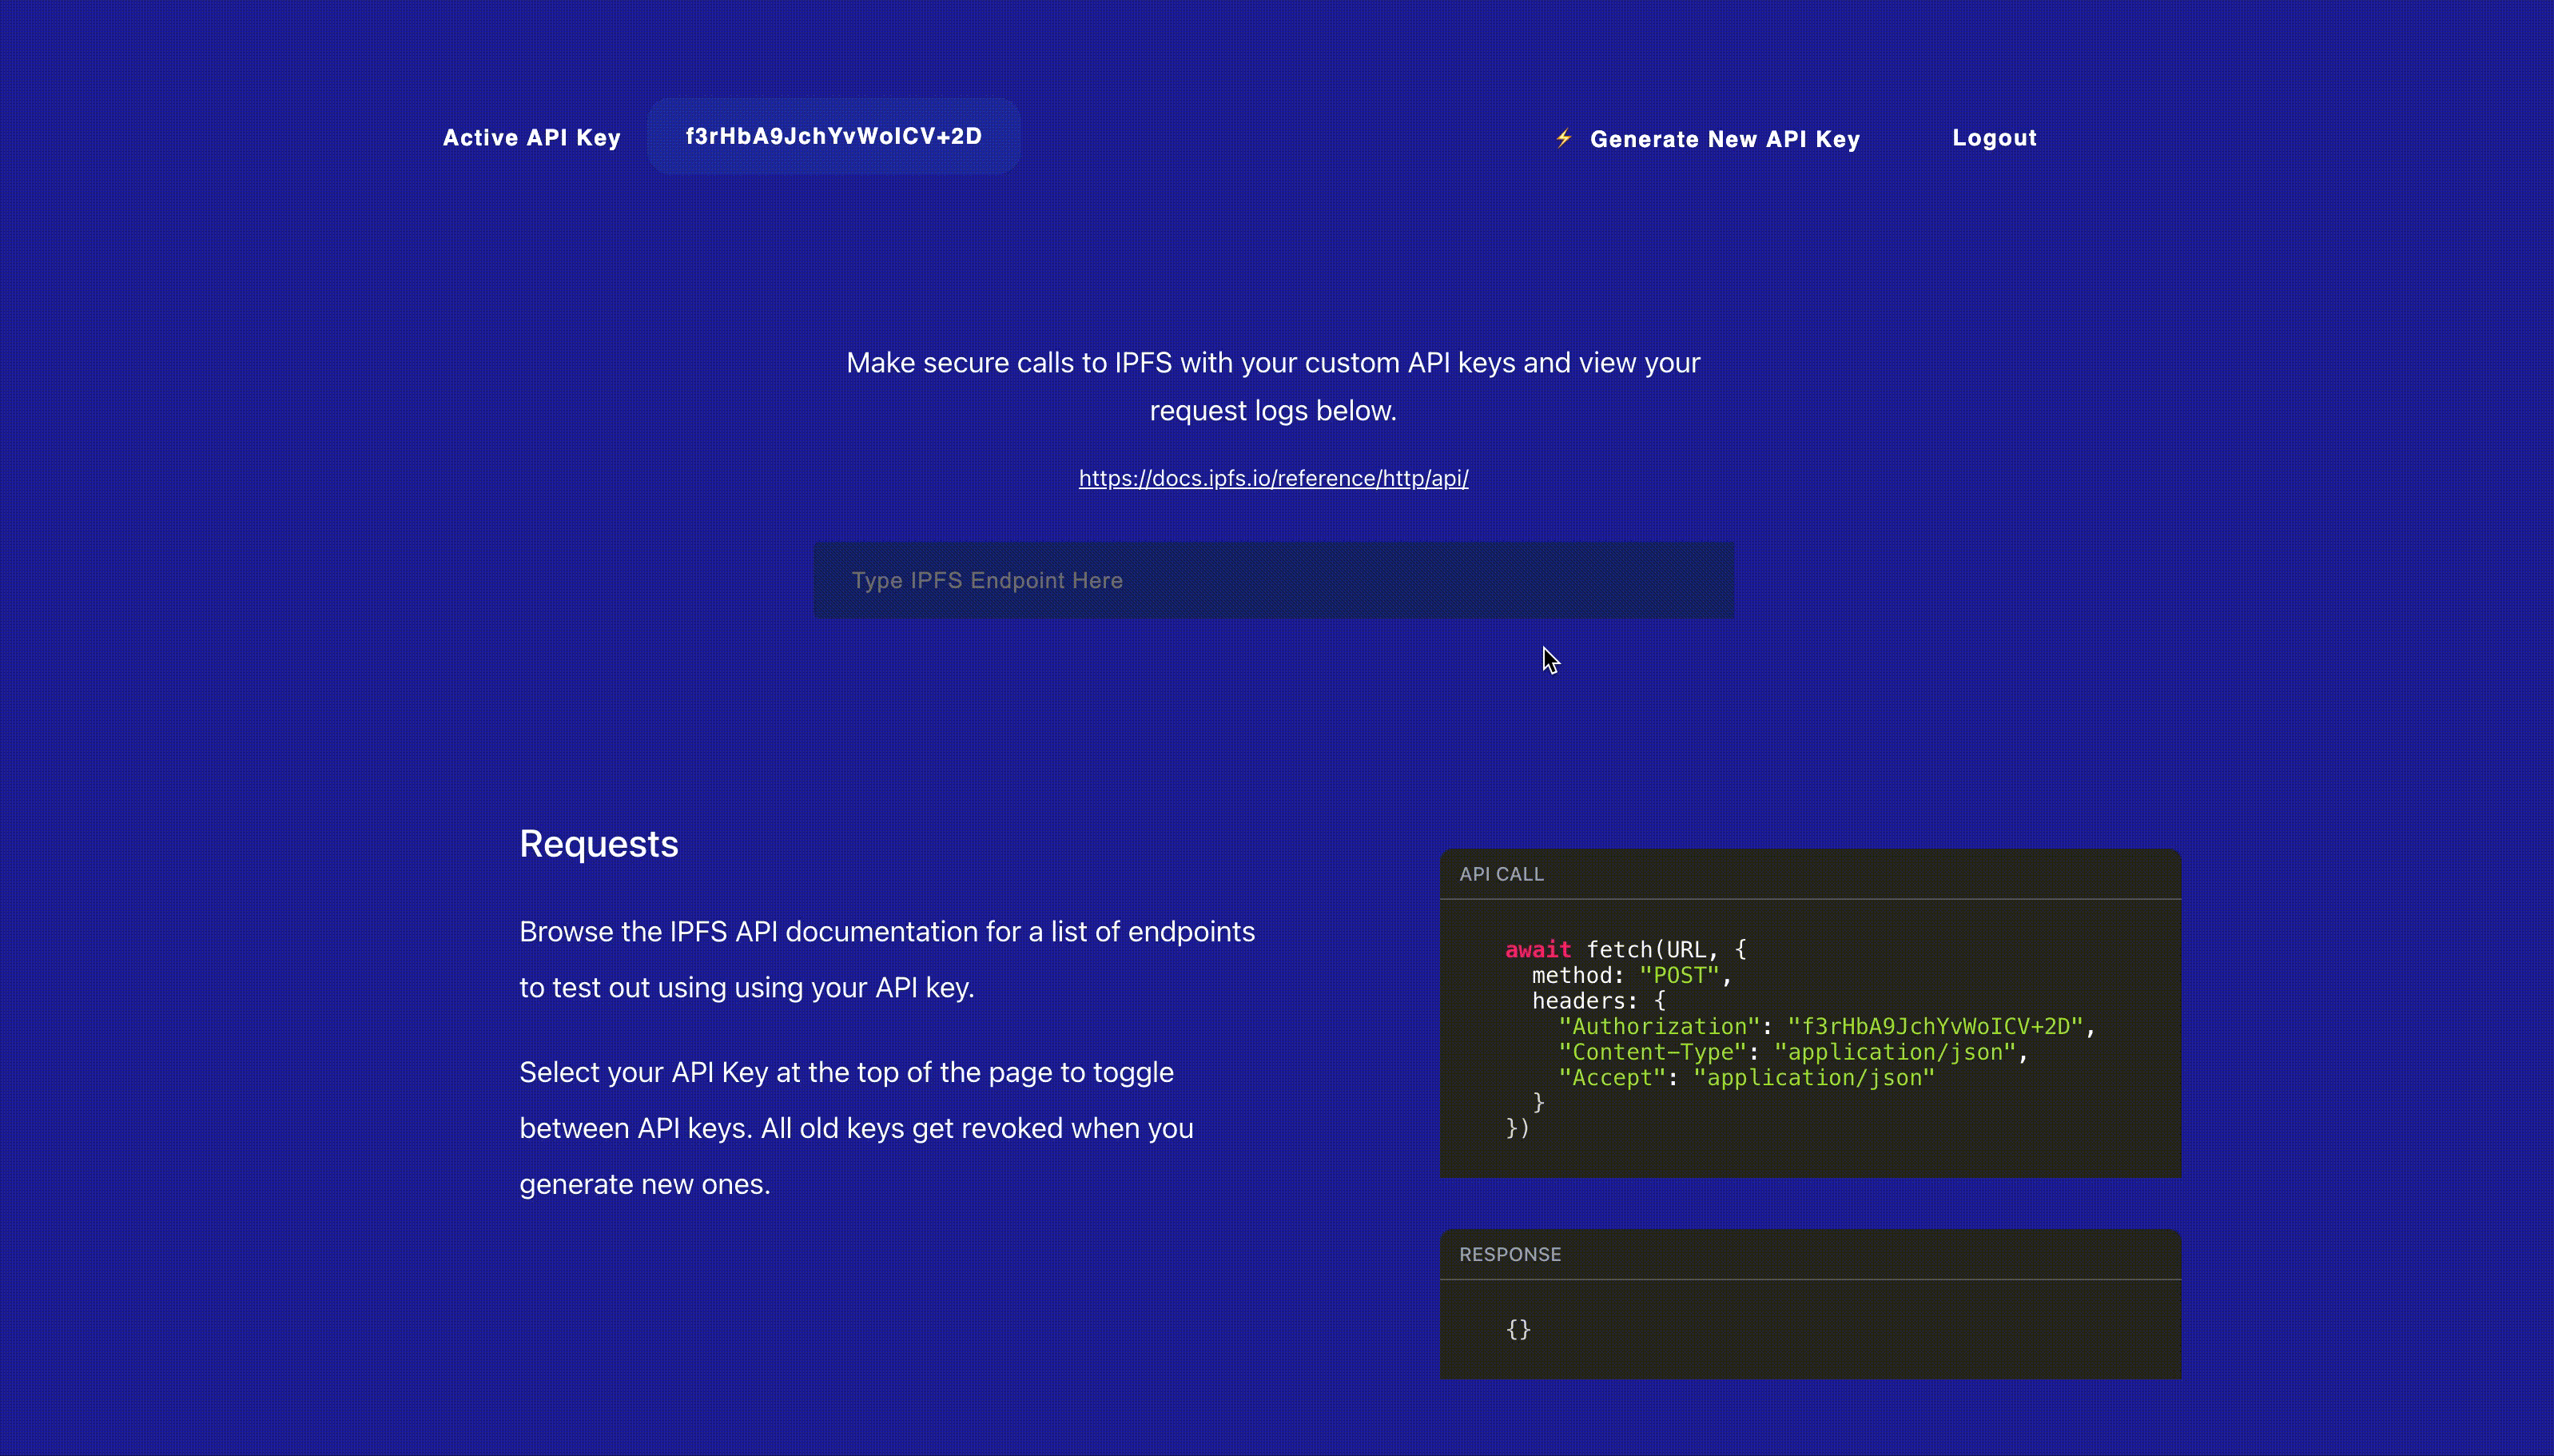 Active API Key
f3rHbA9JchYvWoICV+2D
⚡ Generate New API Key
Logout
Make secure calls to IPFS with your custom API keys and view your
request logs below.
https://docs.ipfs.io/reference/http/api/
Type IPFS Endpoint Here
Requests
Browse the IPFS API documentation for a list of endpoints
to test out using using your API key.
Select your API Key at the top of the page to toggle
between API keys. All old keys get revoked when you
generate new ones.
API CALL
await fetch(URL, {
  method: "POST",
  headers: {
    "Authorization": "f3rHbA9JchYvWoICV+2D",
    "Content-Type": "application/json",
    "Accept": "application/json"
  }
})
RESPONSE
{}